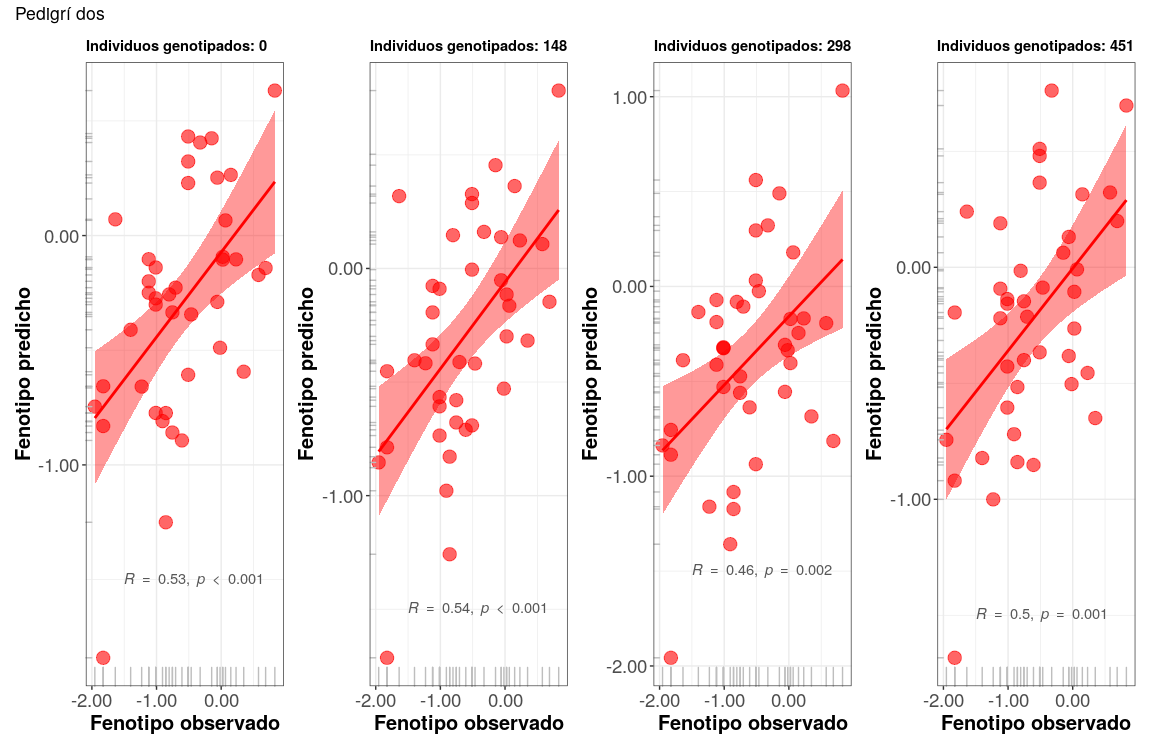 Pedigrí dos
Individuos genotipados: 0
Individuos genotipados: 148
Individuos genotipados: 298
Individuos genotipados: 451
Fenotipo predicho
0.00
-1.00
R = 0.53, p < 0.001
-2.00 -1.00 0.00
Fenotipo observado
Fenotipo predicho
0.00
-1.00
R = 0.54, p < 0.001
-2.00 -1.00 0.00
Fenotipo observado
Fenotipo predicho
1.00
0.00
-1.00
-2.00
R = 0.46, p = 0.002
-2.00 -1.00 0.00
Fenotipo observado
Fenotipo predicho
0.00
-1.00
R = 0.5, p = 0.001
-2.00 -1.00 0.00
Fenotipo observado